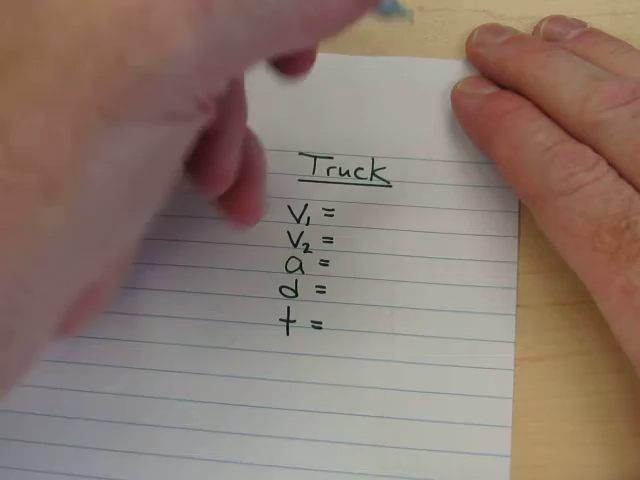 Truck
V₁ =
V₂ =
a =
d =
t =